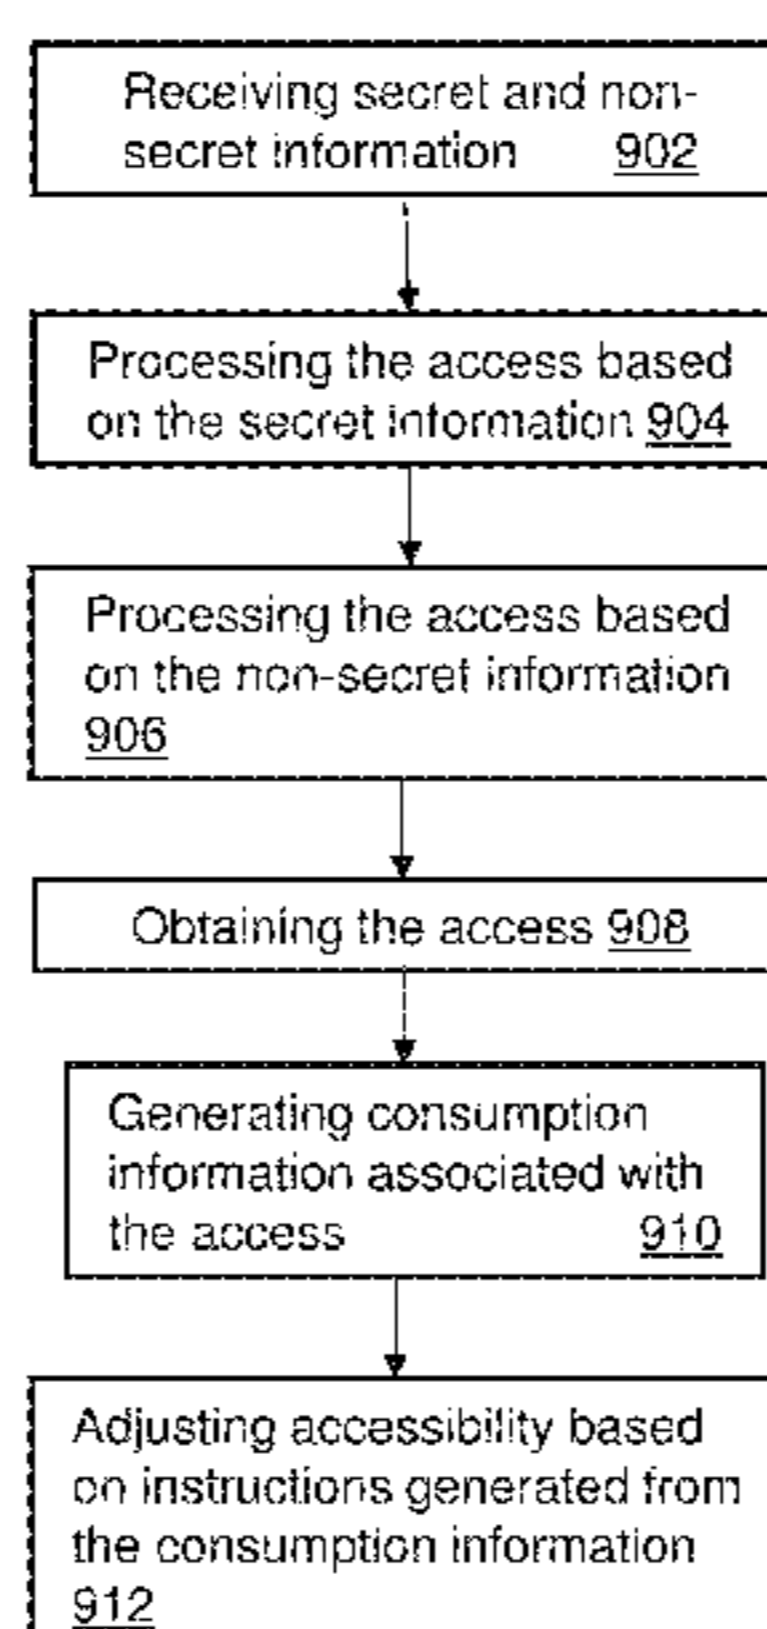 Receiving secret and non-
secret information 902
Processing the access based
on the secret information 904
Processing the access based
on the non-secret information
906
Obtaining the access 908
Generating consumption
information associated with
the access 910
Adjusting accessibility based
on instructions generated from
the consumption information
912